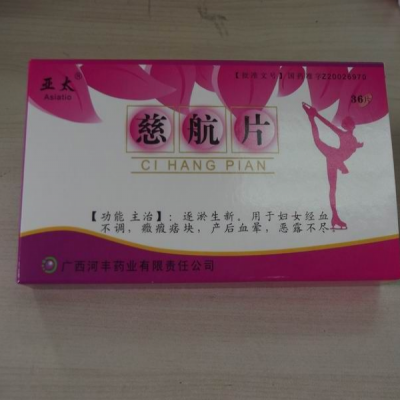 亚太®
Asiatic
36片
慈航片
CI HANG PIAN
【功能 主治】：逐淤生新，用于妇女经血
不调，癥瘕痞块，产后血晕，恶露不尽。
广西河丰药业有限责任公司